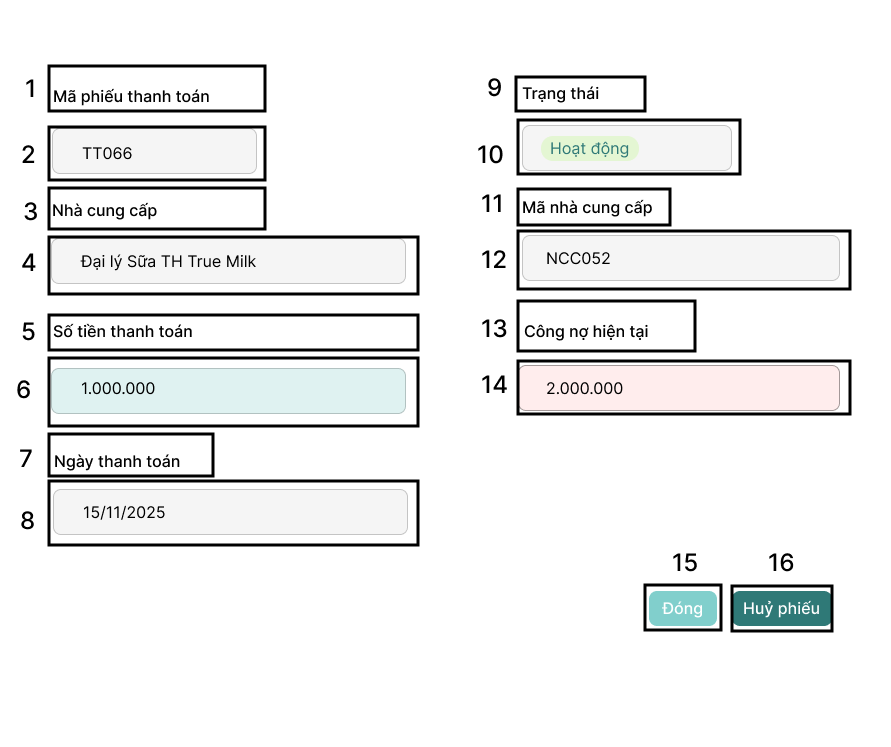 1 Mã phiếu thanh toán
2 TT066
3 Nhà cung cấp
4 Đại lý Sữa TH True Milk
5 Số tiền thanh toán
6 1.000.000
7 Ngày thanh toán
8 15/11/2025
9 Trạng thái
10 Hoạt động
11 Mã nhà cung cấp
12 NCC052
13 Công nợ hiện tại
14 2.000.000
15 16
Đóng Huỷ phiếu